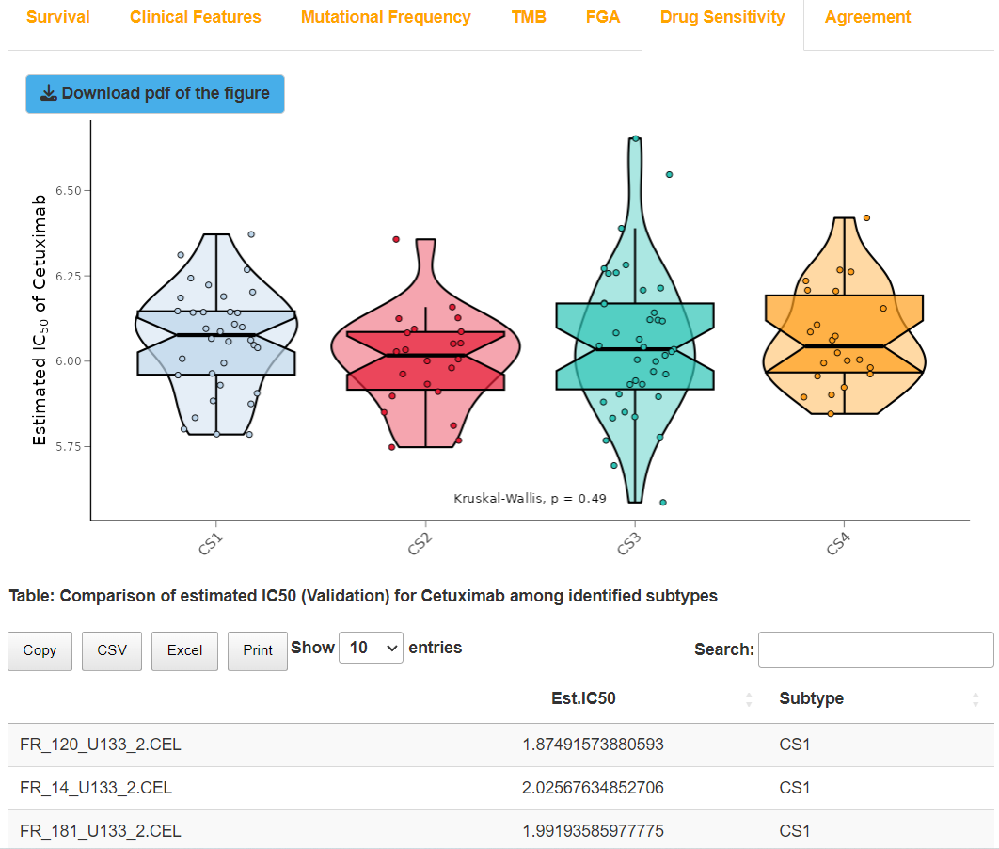 Survival Clinical Features Mutational Frequency TMB FGA Drug Sensitivity Agreement
Download pdf of the figure
Estimated IC50 of Cetuximab
6.50
6.25
6.00
5.75
Kruskal-Wallis, p = 0.49
CS1 CS2 CS3 CS4
Table: Comparison of estimated IC50 (Validation) for Cetuximab among identified subtypes
Copy CSV Excel Print Show 10 entries Search:
Est.IC50 Subtype
FR_120_U133_2.CEL 1.87491573880593 CS1
FR_14_U133_2.CEL 2.02567634852706 CS1
FR_181_U133_2.CEL 1.99193585977775 CS1